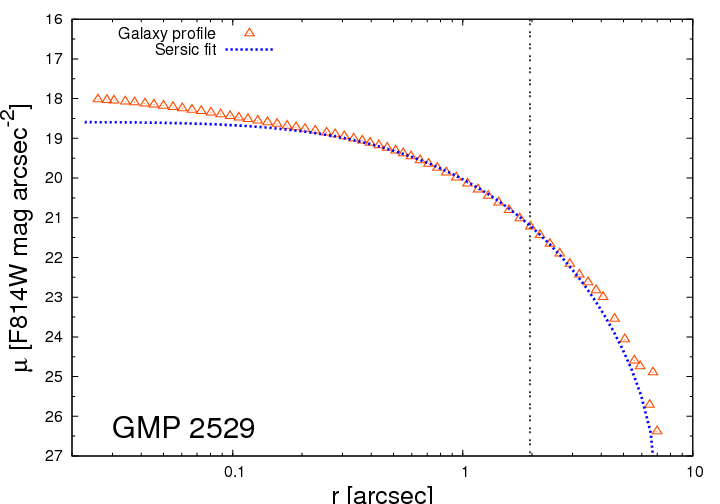 Galaxy profile
Sersic fit
16
17
18
19
20
21
22
23
24
25
26
27
μ [F814W mag arcsec-2]
GMP 2529
0.1 1 10
r [arcsec]